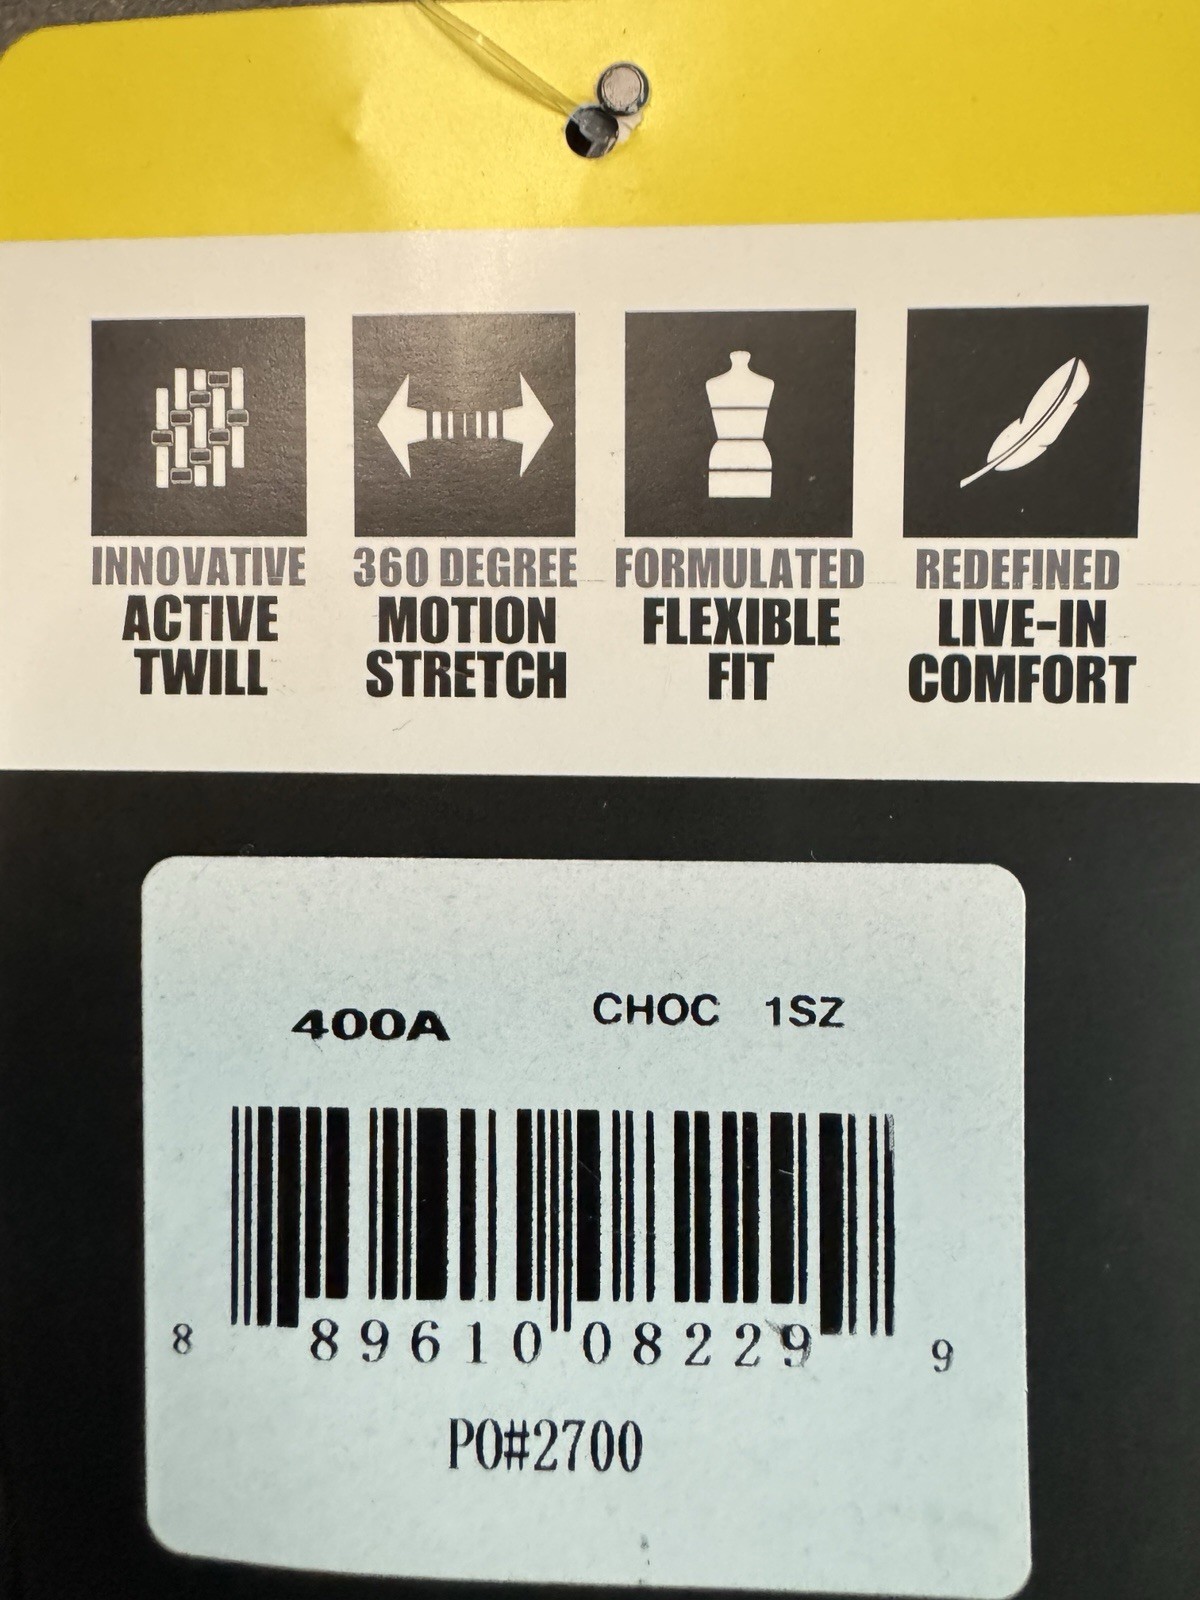 INNOVATIVE
ACTIVE
TWILL
360 DEGREE
MOTION
STRETCH
FORMULATED
FLEXIBLE
FIT
REDEFINED
LIVE-IN
COMFORT
400A CHOC 1SZ
8 89610 08229 9
PO#2700